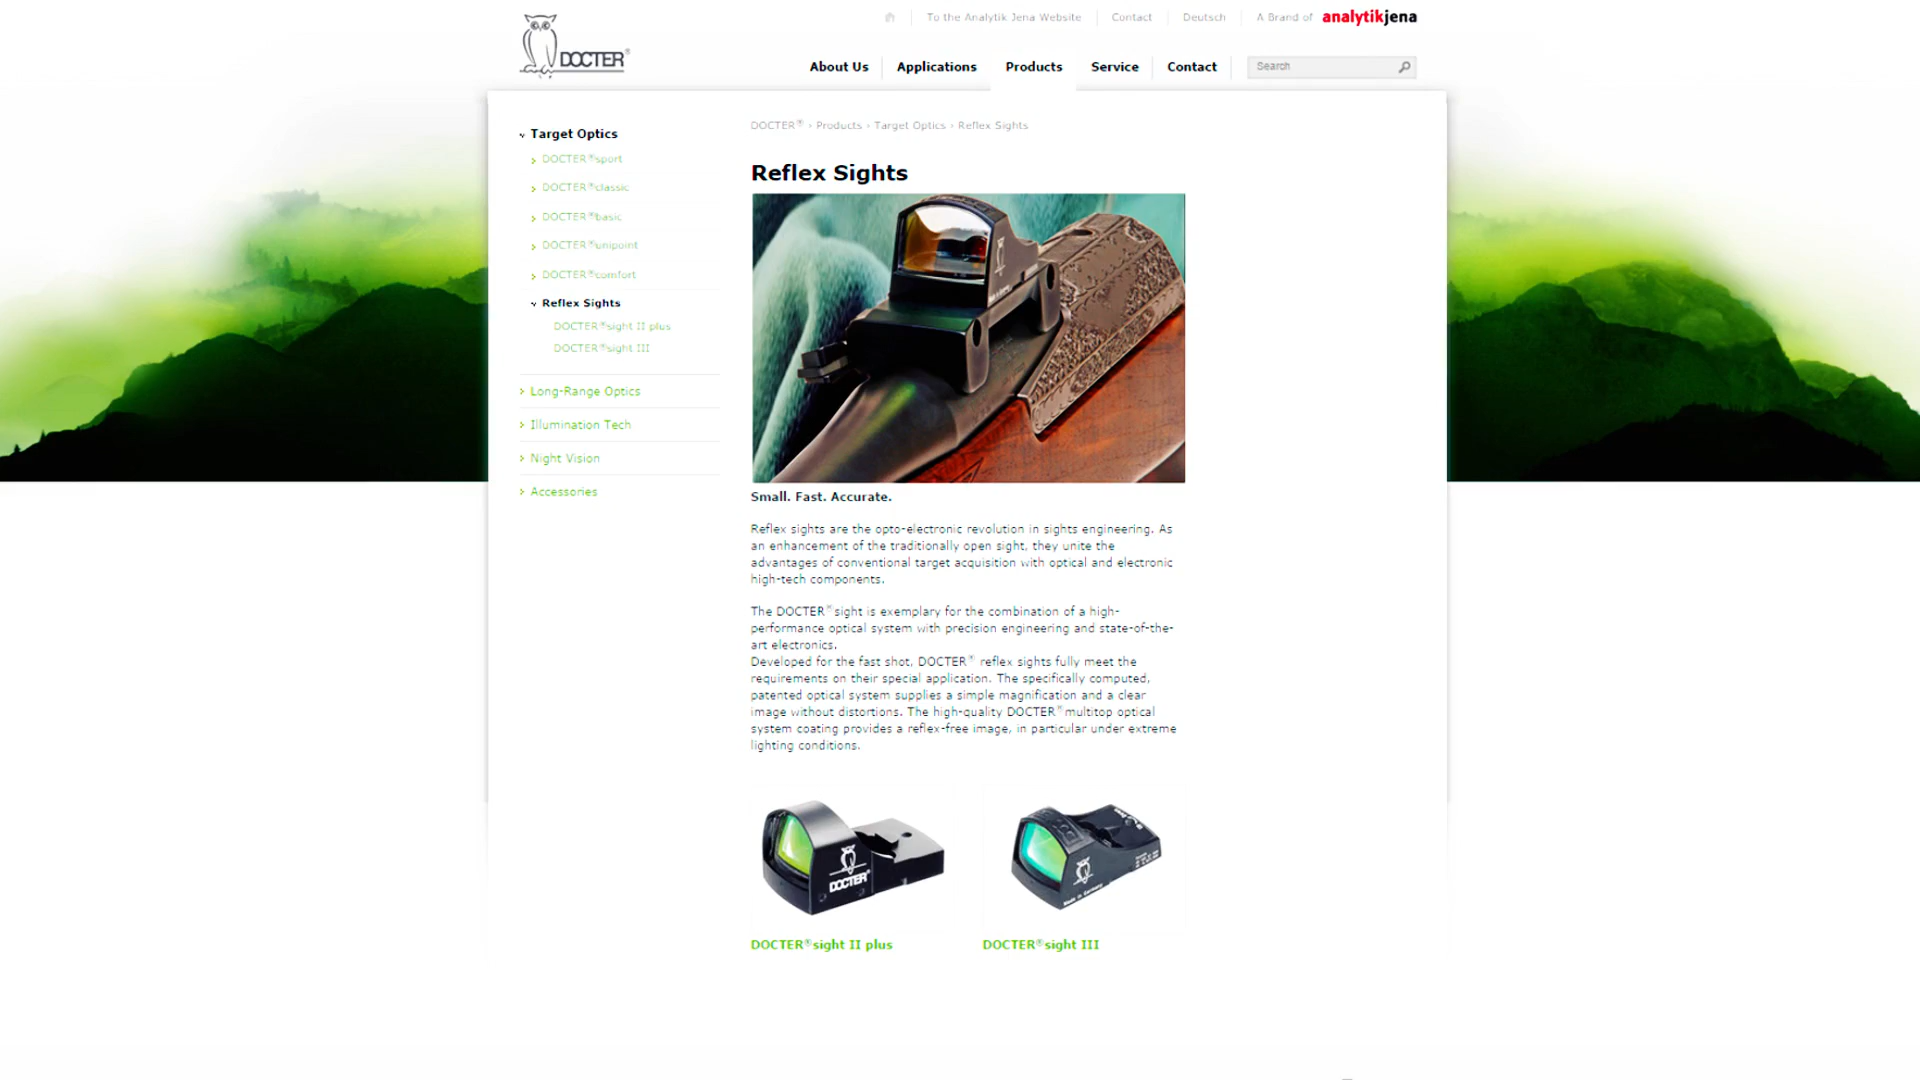 DOCTER®
To the Analytik Jena Website
Contact
Deutsch
A Brand of
analytikjena
About Us
Applications
Products
Service
Contact
Search
Target Optics
DOCTER®sport
DOCTER®classic
DOCTER®basic
DOCTER®unipoint
DOCTER®comfort
Reflex Sights
DOCTER®sight II plus
DOCTER®sight III
Long-Range Optics
Illumination Tech
Night Vision
Accessories
DOCTER® › Products › Target Optics › Reflex Sights
Reflex Sights
Small. Fast. Accurate.
Reflex sights are the opto-electronic revolution in sights engineering. As
an enhancement of the traditionally open sight, they unite the
advantages of conventional target acquisition with optical and electronic
high-tech components.
The DOCTER®sight is exemplary for the combination of a high-
performance optical system with precision engineering and state-of-the-
art electronics.
Developed for the fast shot, DOCTER® reflex sights fully meet the
requirements on their special application. The specifically computed,
patented optical system supplies a simple magnification and a clear
image without distortions. The high-quality DOCTER®multitop optical
system coating provides a reflex-free image, in particular under extreme
lighting conditions.
DOCTER®
Made in Germany
DOCTER®sight II plus
DOCTER®sight III